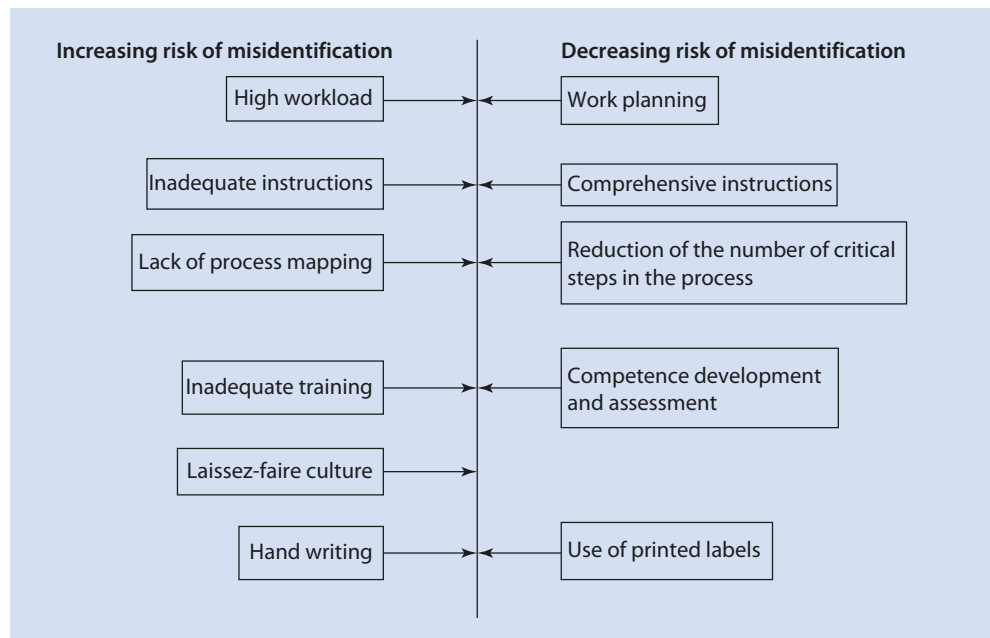 Increasing risk of misidentification
Decreasing risk of misidentification
High workload
Work planning
Inadequate instructions
Comprehensive instructions
Lack of process mapping
Reduction of the number of critical
steps in the process
Inadequate training
Competence development
and assessment
Laissez-faire culture
Hand writing
Use of printed labels